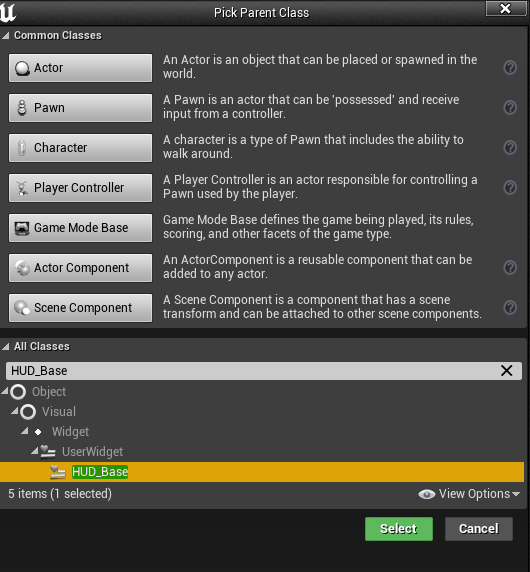 Pick Parent Class
Common Classes
Actor
An Actor is an object that can be placed or spawned in the
world.
Pawn
A Pawn is an actor that can be 'possessed' and receive
input from a controller.
Character
A character is a type of Pawn that includes the ability to
walk around.
Player Controller
A Player Controller is an actor responsible for controlling a
Pawn used by the player.
Game Mode Base
Game Mode Base defines the game being played, its rules,
scoring, and other facets of the game type.
Actor Component
An ActorComponent is a reusable component that can be
added to any actor.
Scene Component
A Scene Component is a component that has a scene
transform and can be attached to other scene components.
All Classes
HUD_Base
Object
Visual
Widget
UserWidget
HUD_Base
5 items (1 selected)
View Options
Select
Cancel